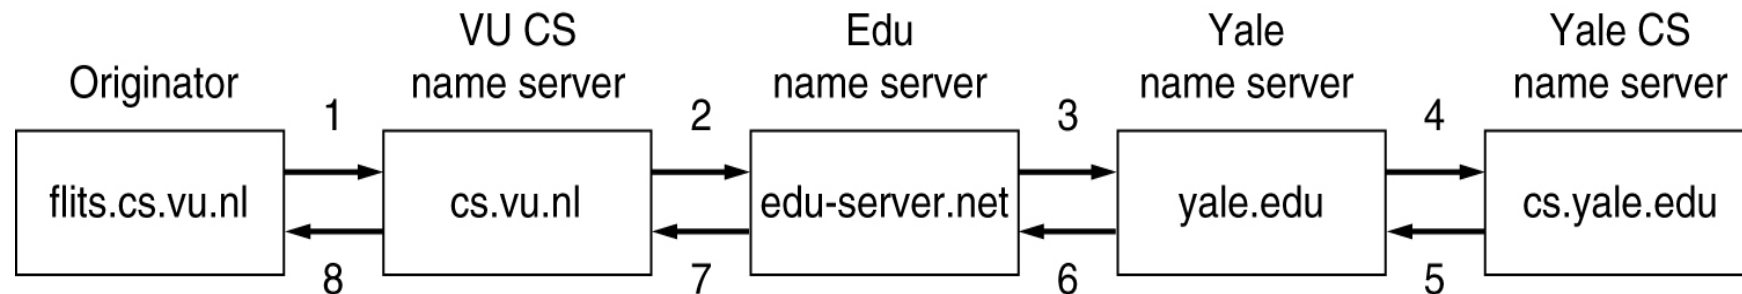 Originator
VU CS
name server
Edu
name server
Yale
name server
Yale CS
name server
1
2
3
4
flits.cs.vu.nl
cs.vu.nl
edu-server.net
yale.edu
cs.yale.edu
8
7
6
5